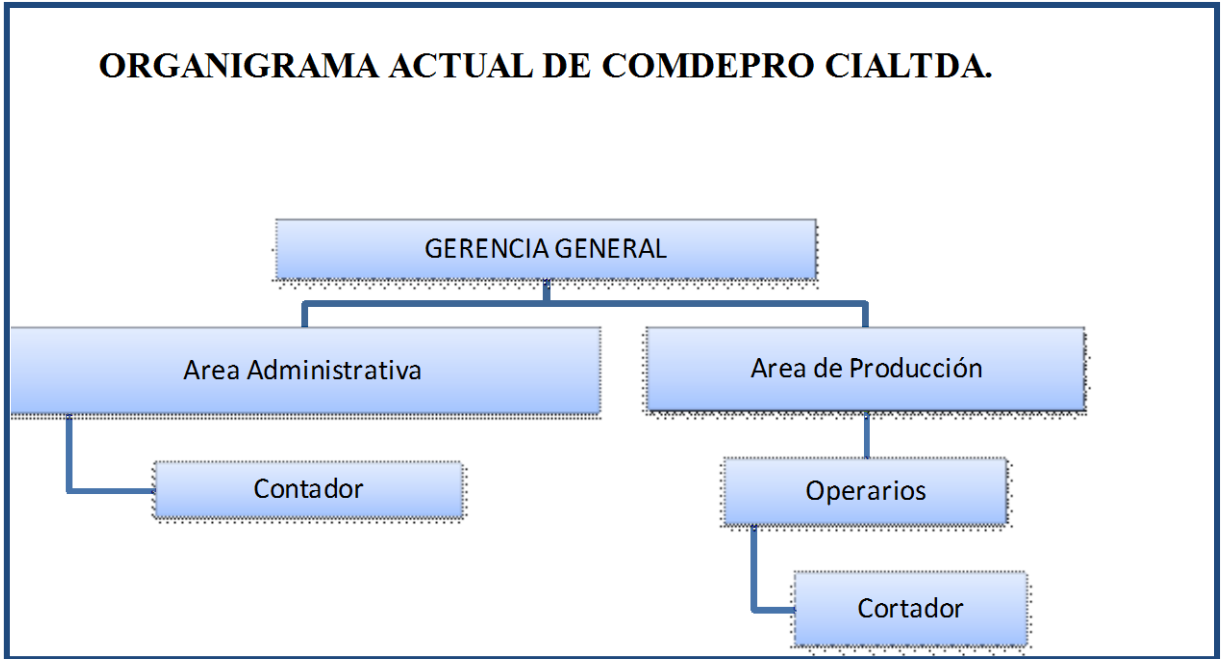 ORGANIGRAMA ACTUAL DE COMDEPRO CIALTDA.
GERENCIA GENERAL
Area Administrativa
Area de Producción
Contador
Operarios
Cortador